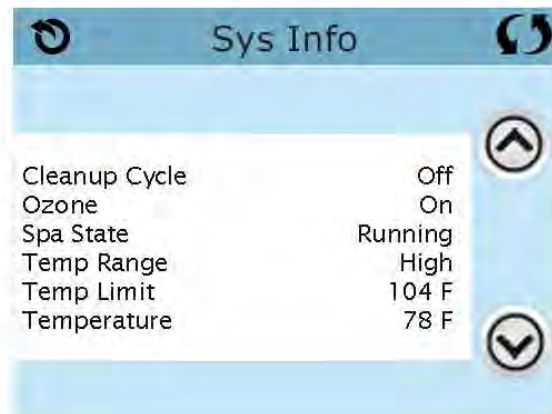 Sys Info
Cleanup Cycle Off
Ozone On
Spa State Running
Temp Range High
Temp Limit 104 F
Temperature 78 F